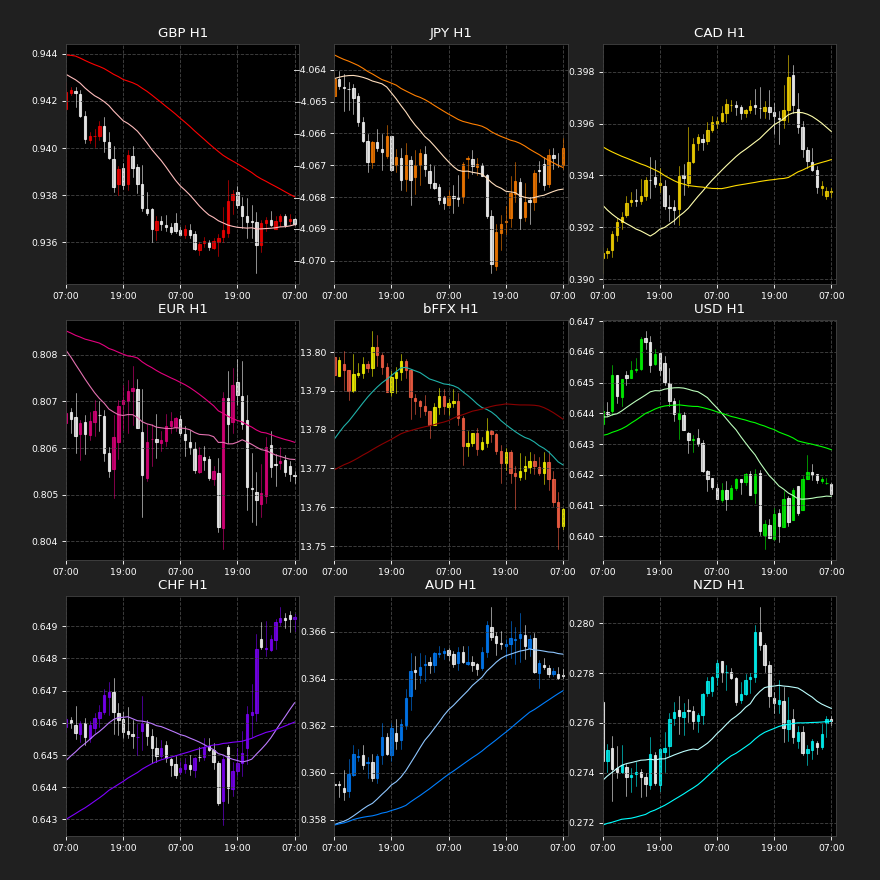 GBP H1
0.944
0.942
0.940
0.938
0.936
07:00 19:00 07:00 19:00 07:00
JPY H1
−4.064
−4.065
−4.066
−4.067
−4.068
−4.069
−4.070
07:00 19:00 07:00 19:00 07:00
CAD H1
0.398
0.396
0.394
0.392
0.390
07:00 19:00 07:00 19:00 07:00
EUR H1
0.808
0.807
0.806
0.805
0.804
07:00 19:00 07:00 19:00 07:00
bFFX H1
13.80
13.79
13.78
13.77
13.76
13.75
07:00 19:00 07:00 19:00 07:00
USD H1
0.647
0.646
0.645
0.644
0.643
0.642
0.641
0.640
07:00 19:00 07:00 19:00 07:00
CHF H1
0.649
0.648
0.647
0.646
0.645
0.644
0.643
07:00 19:00 07:00 19:00 07:00
AUD H1
0.366
0.364
0.362
0.360
0.358
07:00 19:00 07:00 19:00 07:00
NZD H1
0.280
0.278
0.276
0.274
0.272
07:00 19:00 07:00 19:00 07:00